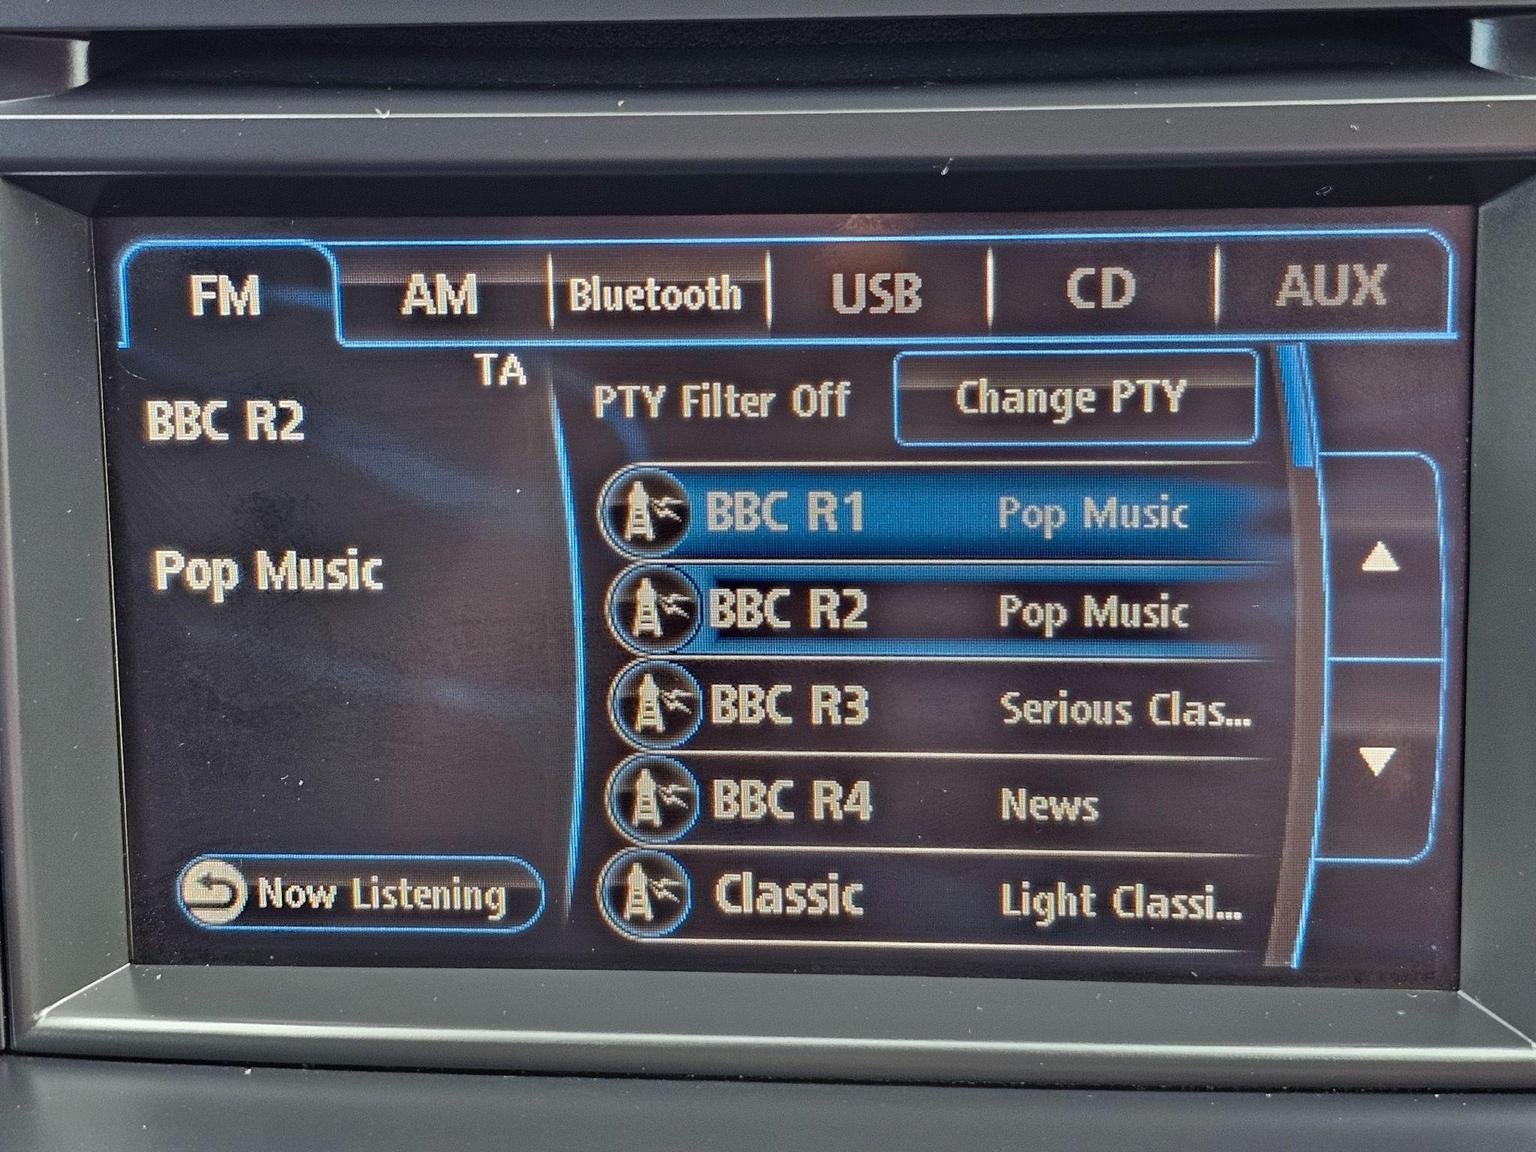 FM AM Bluetooth USB CD AUX
TA
BBC R2
Pop Music
Now Listening
PTY Filter Off Change PTY
BBC R1 Pop Music
BBC R2 Pop Music
BBC R3 Serious Clas...
BBC R4 News
Classic Light Classi...